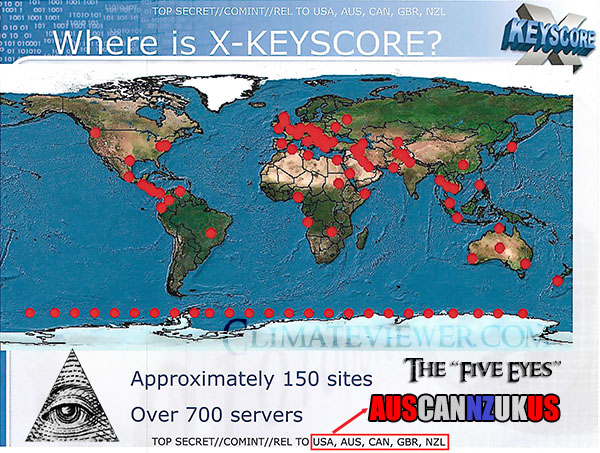 TOP SECRET//COMINT//REL TO USA, AUS, CAN, GBR, NZL
Where is X-KEYSCORE?
X
KEYSCORE
CLIMATEVIEWER.COM
Approximately 150 sites
THE "FIVE EYES"
Over 700 servers
AUSCANNZUKUS
TOP SECRET//COMINT//REL TO USA, AUS, CAN, GBR, NZL